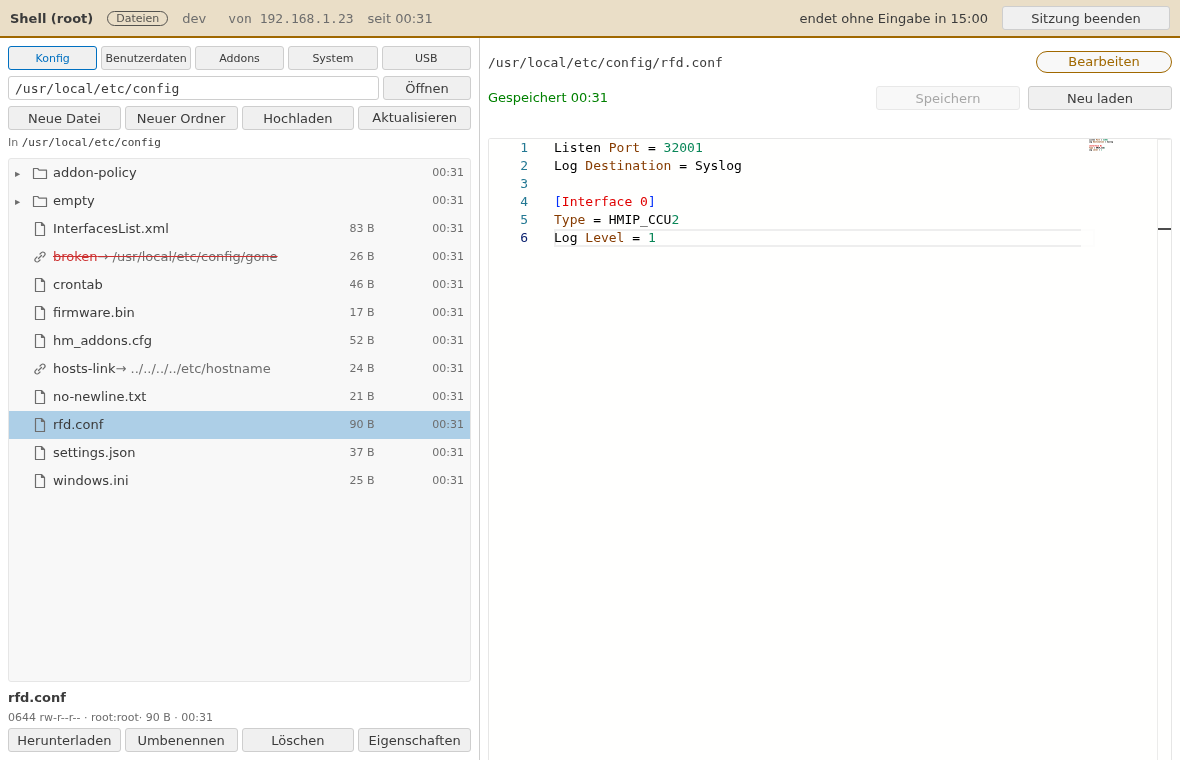 Shell (root) Dateien dev von 192.168.1.23 seit 00:31 endet ohne Eingabe in 15:00 Sitzung beenden
Konfig Benutzerdaten Addons System USB
/usr/local/etc/config Öffnen
Neue Datei Neuer Ordner Hochladen Aktualisieren
In /usr/local/etc/config
▸ addon-policy 00:31
▸ empty 00:31
InterfacesList.xml 83 B 00:31
broken→ /usr/local/etc/config/gone 26 B 00:31
crontab 46 B 00:31
firmware.bin 17 B 00:31
hm_addons.cfg 52 B 00:31
hosts-link→ ../../../../etc/hostname 24 B 00:31
no-newline.txt 21 B 00:31
rfd.conf 90 B 00:31
settings.json 37 B 00:31
windows.ini 25 B 00:31
rfd.conf
0644 rw-r--r-- · root:root· 90 B · 00:31
Herunterladen Umbenennen Löschen Eigenschaften
/usr/local/etc/config/rfd.conf Bearbeiten
Gespeichert 00:31 Speichern Neu laden
1 Listen Port = 32001
2 Log Destination = Syslog
3
4 [Interface 0]
5 Type = HMIP_CCU2
6 Log Level = 1